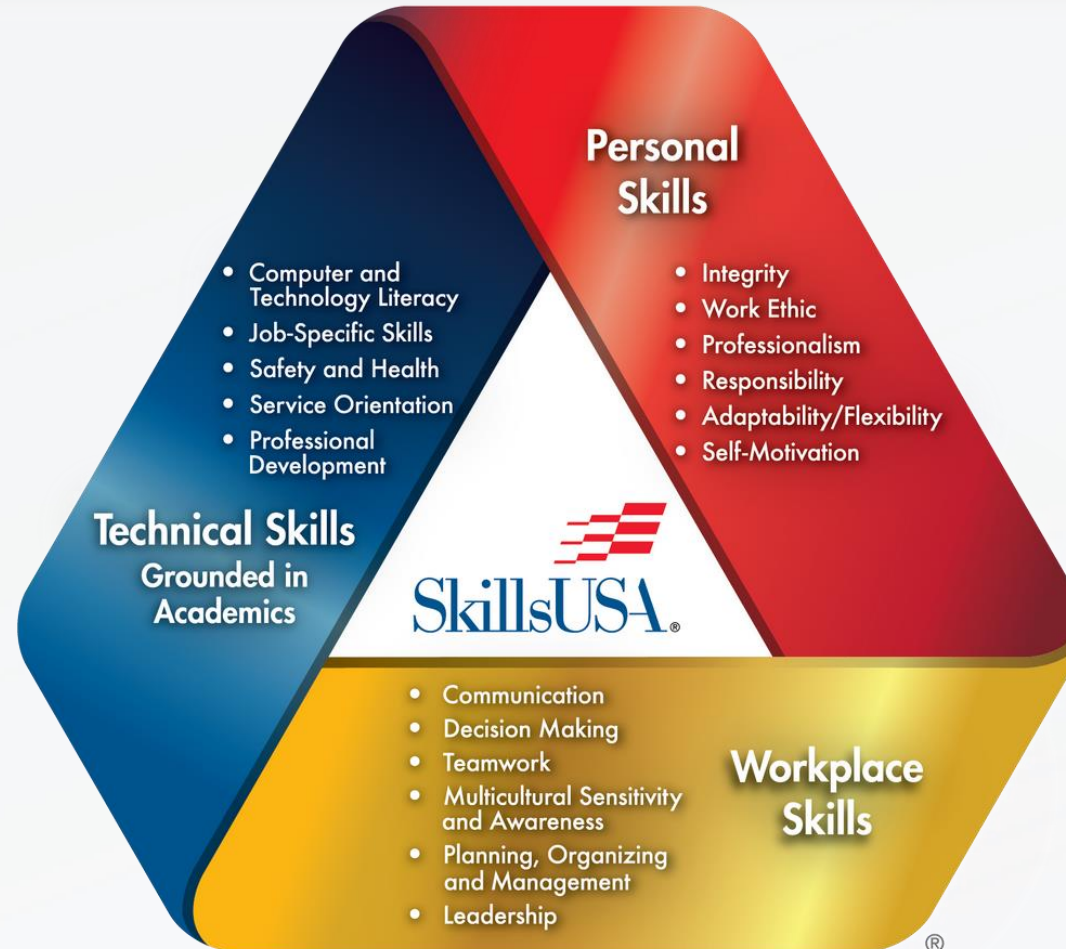 Personal
Skills
• Integrity
• Work Ethic
• Professionalism
• Responsibility
• Adaptability/Flexibility
• Self-Motivation
• Computer and
Technology Literacy
• Job-Specific Skills
• Safety and Health
• Service Orientation
• Professional
Development
Technical Skills
Grounded in
Academics
SkillsUSA®
• Communication
• Decision Making
• Teamwork
• Multicultural Sensitivity
and Awareness
• Planning, Organizing
and Management
• Leadership
Workplace
Skills
®